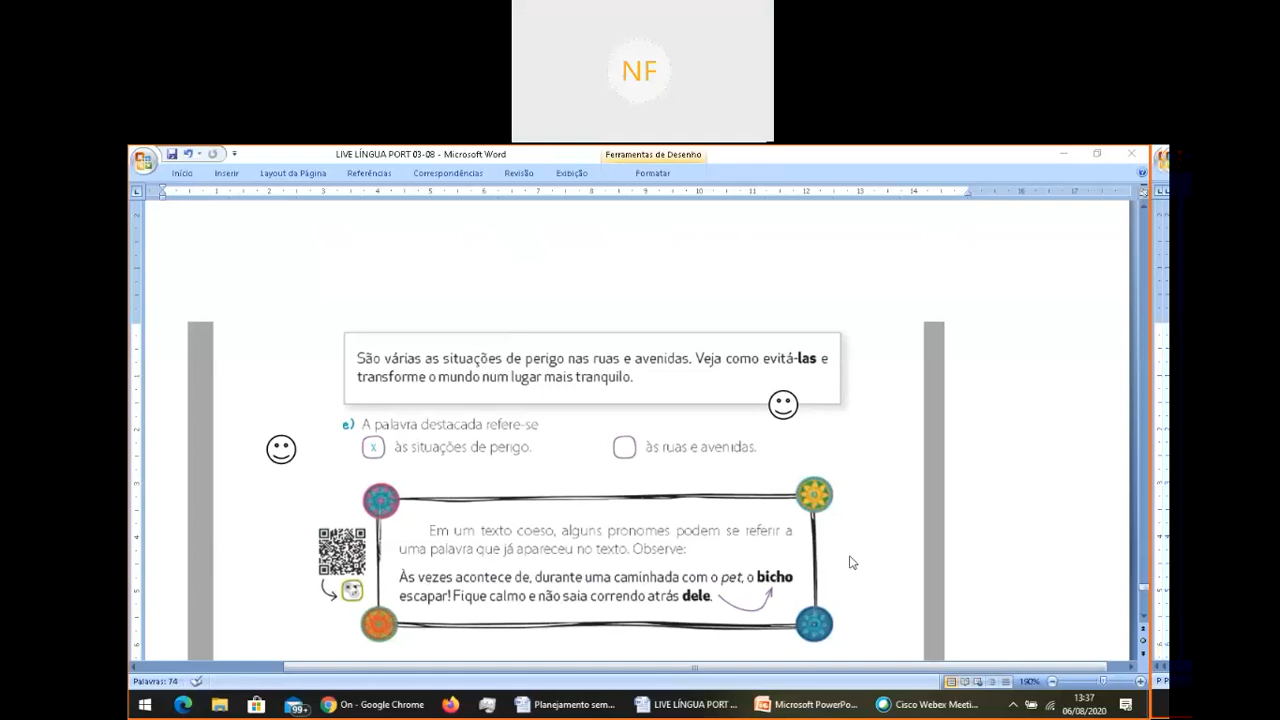 NF
LIVE LÍNGUA PORT 03-08 - Microsoft Word
Ferramentas de Desenho
Início Inserir Layout da Página Referências Correspondências Revisão Exibição Formatar
São várias as situações de perigo nas ruas e avenidas. Veja como evitá-las e
transforme o mundo num lugar mais tranquilo.
e) A palavra destacada refere-se
x às situações de perigo. às ruas e avenidas.
Em um texto coeso, alguns pronomes podem se referir a
uma palavra que já apareceu no texto. Observe:
Às vezes acontece de, durante uma caminhada com o pet, o bicho
escapar! Fique calmo e não saia correndo atrás dele.
Palavras: 74
190%
99+ On - Google Chrome Planejamento sem... LIVE LÍNGUA PORT ... Microsoft PowerPo... Cisco Webex Meeti...
13:37
06/08/2020